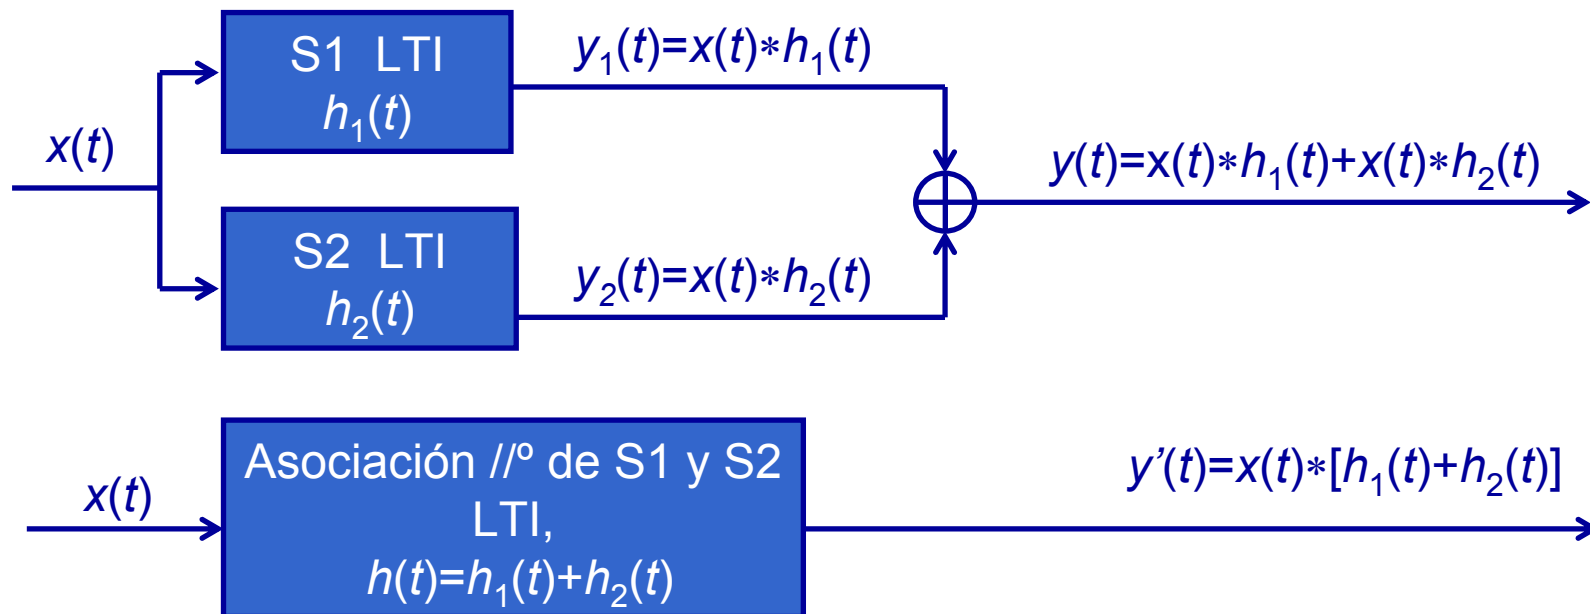 x(t)
S1 LTI
h₁(t)
y₁(t)=x(t)*h₁(t)
S2 LTI
h₂(t)
y₂(t)=x(t)*h₂(t)
y(t)=x(t)*h₁(t)+x(t)*h₂(t)
x(t)
Asociación //º de S1 y S2
LTI,
h(t)=h₁(t)+h₂(t)
y’(t)=x(t)*[h₁(t)+h₂(t)]